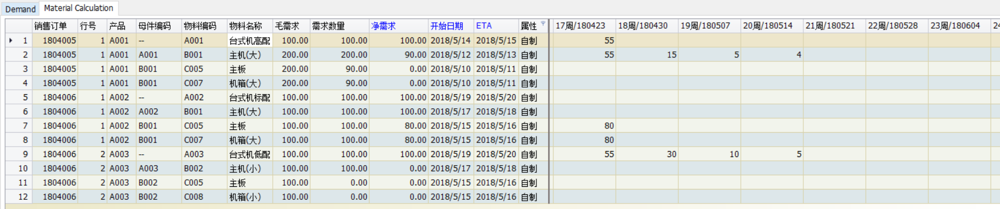 Demand Material Calculation
销售订单 行号 产品 母件编码 物料编码 物料名称 毛需求 需求数量 净需求 开始日期 ETA 属性 17周/180423 18周/180430 19周/180507 20周/180514 21周/180521 22周/180528 23周/180604 24
1 1804005 1 A001 -- A001 台式机高配 100.00 100.00 100.00 2018/5/14 2018/5/15 自制 55
2 1804005 1 A001 A001 B001 主机(大) 200.00 200.00 90.00 2018/5/12 2018/5/13 自制 55 15 5 4
3 1804005 1 A001 B001 C005 主板 200.00 90.00 0.00 2018/5/10 2018/5/11 自制
4 1804005 1 A001 B001 C007 机箱(大) 200.00 90.00 0.00 2018/5/10 2018/5/11 自制
5 1804006 1 A002 -- A002 台式机标配 100.00 100.00 100.00 2018/5/19 2018/5/20 自制
6 1804006 1 A002 A002 B001 主机(大) 100.00 100.00 100.00 2018/5/17 2018/5/18 自制
7 1804006 1 A002 B001 C005 主板 100.00 100.00 80.00 2018/5/15 2018/5/16 自制 80
8 1804006 1 A002 B001 C007 机箱(大) 100.00 100.00 80.00 2018/5/15 2018/5/16 自制 80
9 1804006 2 A003 -- A003 台式机低配 100.00 100.00 100.00 2018/5/19 2018/5/20 自制 55 30 10 5
10 1804006 2 A003 A003 B002 主机(小) 100.00 100.00 0.00 2018/5/17 2018/5/18 自制
11 1804006 2 A003 B002 C005 主板 100.00 0.00 0.00 2018/5/15 2018/5/16 自制
12 1804006 2 A003 B002 C008 机箱(小) 100.00 0.00 0.00 2018/5/15 2018/5/16 自制